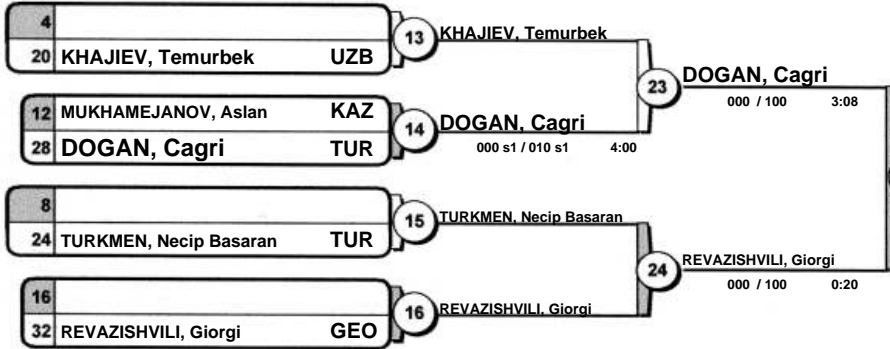 4
20 KHAJIEV, Temurbek UZB
13 KHAJIEV, Temurbek
12 MUKHAMEJANOV, Aslan KAZ
28 DOGAN, Cagri TUR
14 DOGAN, Cagri
000 s1 / 010 s1 4:00
23 DOGAN, Cagri
000 / 100 3:08
8
24 TURKMEN, Necip Basaran TUR
15 TURKMEN, Necip Basaran
16
32 REVAZISHVILI, Giorgi GEO
16 REVAZISHVILI, Giorgi
24 REVAZISHVILI, Giorgi
000 / 100 0:20